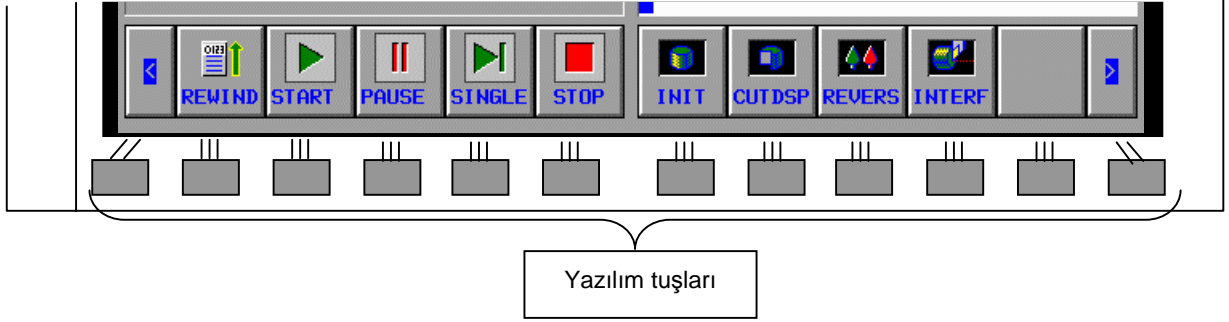 < REWIND START PAUSE SINGLE STOP INIT CUTDSP REVERS INTERF >
Yazılım tuşları